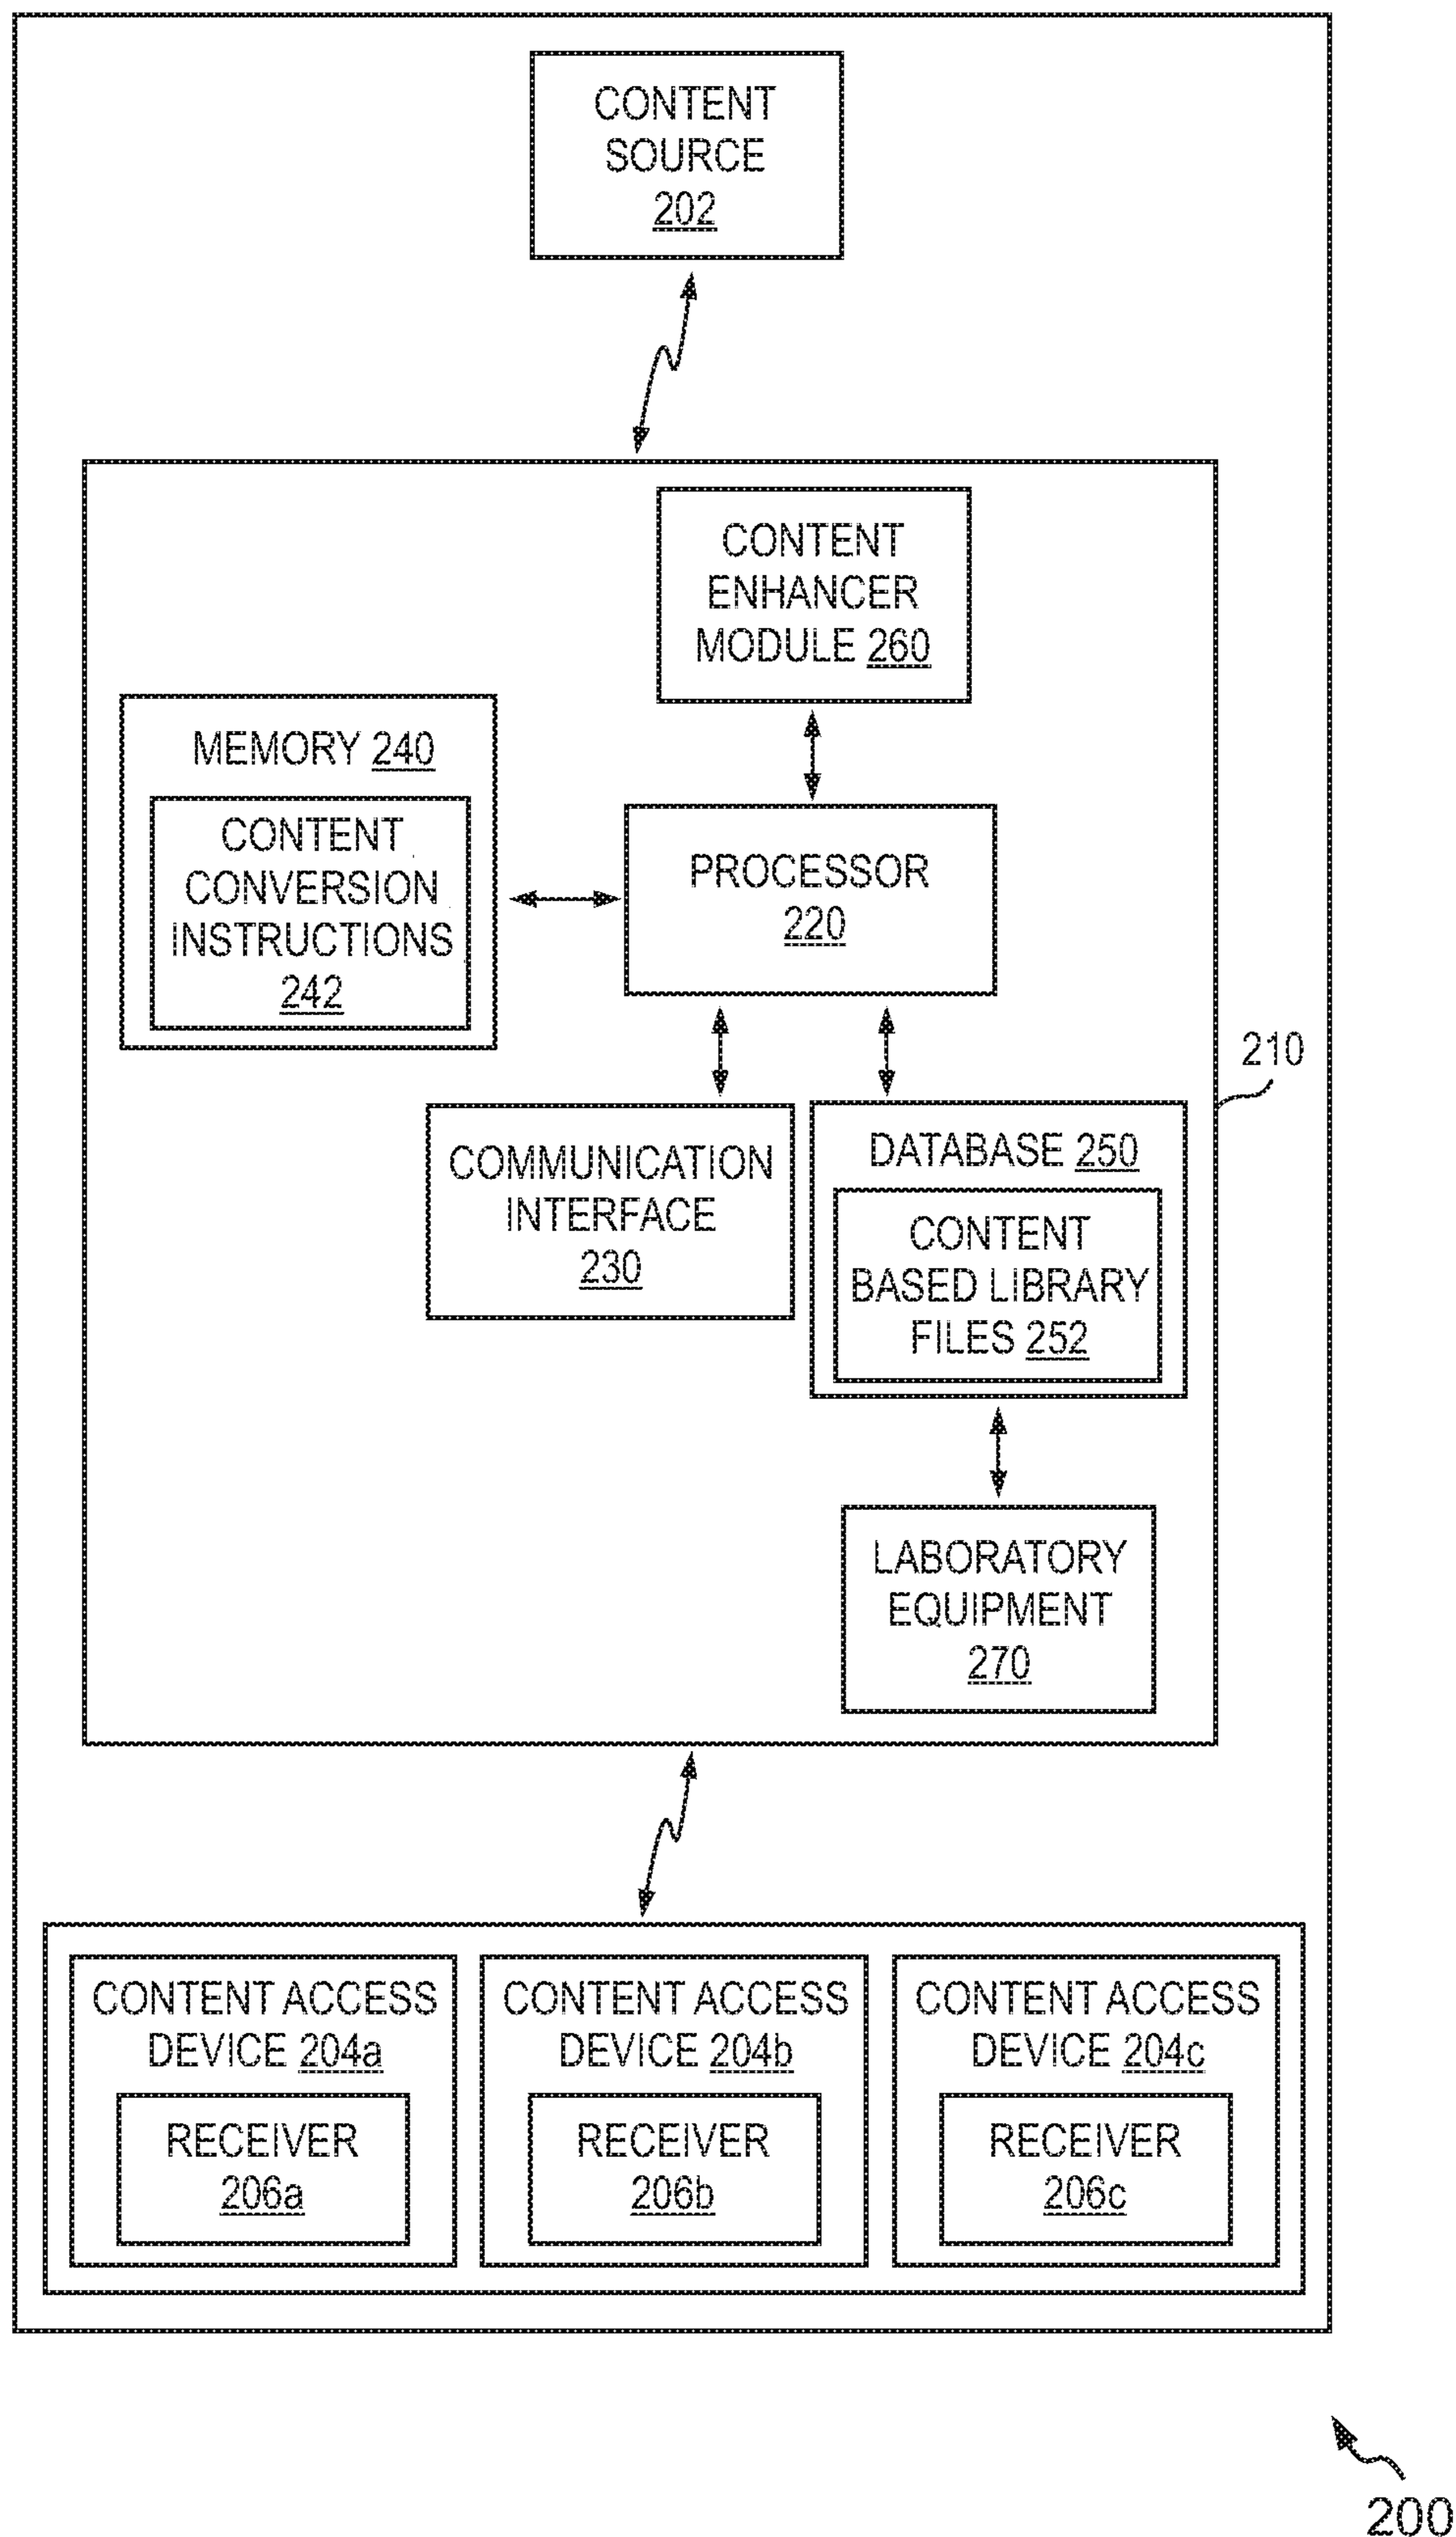 CONTENT
SOURCE
202
CONTENT
ENHANCER
MODULE 260
MEMORY 240
CONTENT
CONVERSION
INSTRUCTIONS
242
PROCESSOR
220
210
COMMUNICATION
INTERFACE
230
DATABASE 250
CONTENT
BASED LIBRARY
FILES 252
LABORATORY
EQUIPMENT
270
CONTENT ACCESS
DEVICE 204a
RECEIVER
206a
CONTENT ACCESS
DEVICE 204b
RECEIVER
206b
CONTENT ACCESS
DEVICE 204c
RECEIVER
206c
200